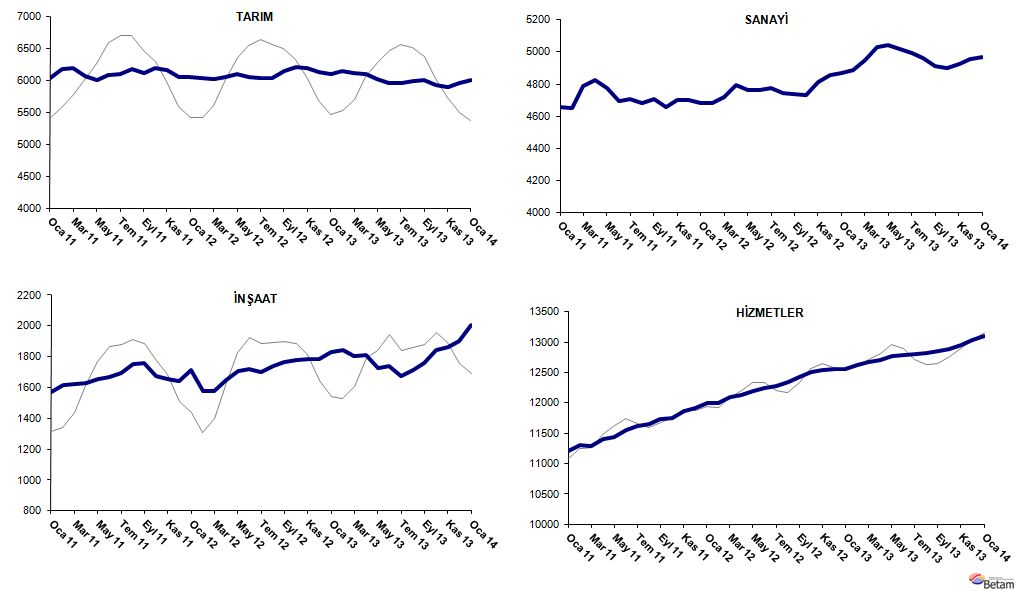 TARIM
7000
6500
6000
5000
5000
4500
4000
Oca 11
Mar 11
May 11
Tem 11
Eyl 11
Kas 11
Oca 12
Mar 12
May 12
Tem 12
Eyl 12
Kas 12
Oca 13
Mar 13
May 13
Tem 13
Eyl 13
Kas 13
Oca 14
SANAYİ
5200
5000
4800
4600
4400
4200
4000
Oca 11
Mar 11
May 11
Tem 11
Eyl 11
Kas 11
Oca 12
Mar 12
May 12
Tem 12
Eyl 12
Kas 12
Oca 13
Mar 13
May 13
Tem 13
Eyl 13
Kas 13
Oca 14
İNŞAAT
2200
2000
1800
1600
1400
1200
1000
800
Oca 11
Mar 11
May 11
Tem 11
Eyl 11
Kas 11
Oca 12
Mar 12
May 12
Tem 12
Eyl 12
Kas 12
Oca 13
Mar 13
May 13
Tem 13
Eyl 13
Kas 13
Oca 14
HİZMETLER
13500
13000
12500
12000
11500
11000
10500
10000
Oca 11
Mar 11
May 11
Tem 11
Eyl 11
Kas 11
Oca 12
Mar 12
May 12
Tem 12
Eyl 12
Kas 12
Oca 13
Mar 13
May 13
Tem 13
Eyl 13
Kas 13
Oca 14
Betam